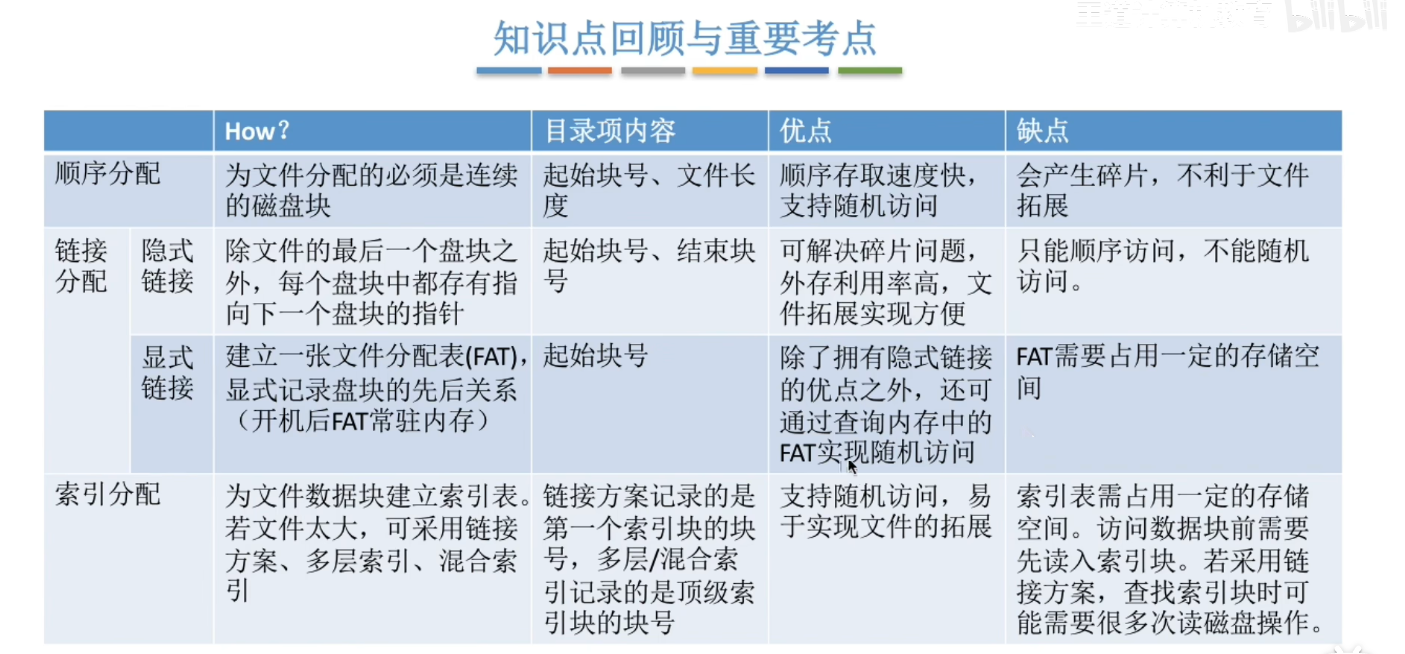 知识点回顾与重要考点
bilibili
How？
目录项内容
优点
缺点
顺序分配
为文件分配的必须是连续
的磁盘块
起始块号、文件长
度
顺序存取速度快，
支持随机访问
会产生碎片，不利于文件
拓展
链接
分配
隐式
链接
除文件的最后一个盘块之
外，每个盘块中都存有指
向下一个盘块的指针
起始块号、结束块
号
可解决碎片问题，
外存利用率高，文
件拓展实现方便
只能顺序访问，不能随机
访问。
显式
链接
建立一张文件分配表(FAT)，
显式记录盘块的先后关系
（开机后FAT常驻内存）
起始块号
除了拥有隐式链接
的优点之外，还可
通过查询内存中的
FAT实现随机访问
FAT需要占用一定的存储空
间
索引分配
为文件数据块建立索引表。
若文件太大，可采用链接
方案、多层索引、混合索
引
链接方案记录的是
第一个索引块的块
号，多层/混合索
引记录的是顶级索
引块的块号
支持随机访问，易
于实现文件的拓展
索引表需占用一定的存储
空间。访问数据块前需要
先读入索引块。若采用链
接方案，查找索引块时可
能需要很多次读磁盘操作。